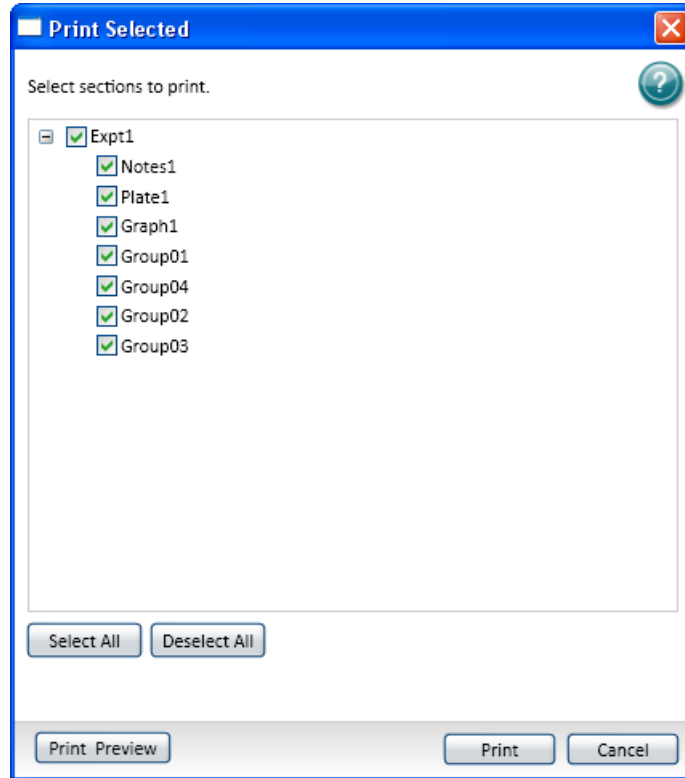 Print Selected
Select sections to print.
?
Expt1
Notes1
Plate1
Graph1
Group01
Group04
Group02
Group03
Select All Deselect All
Print Preview Print Cancel